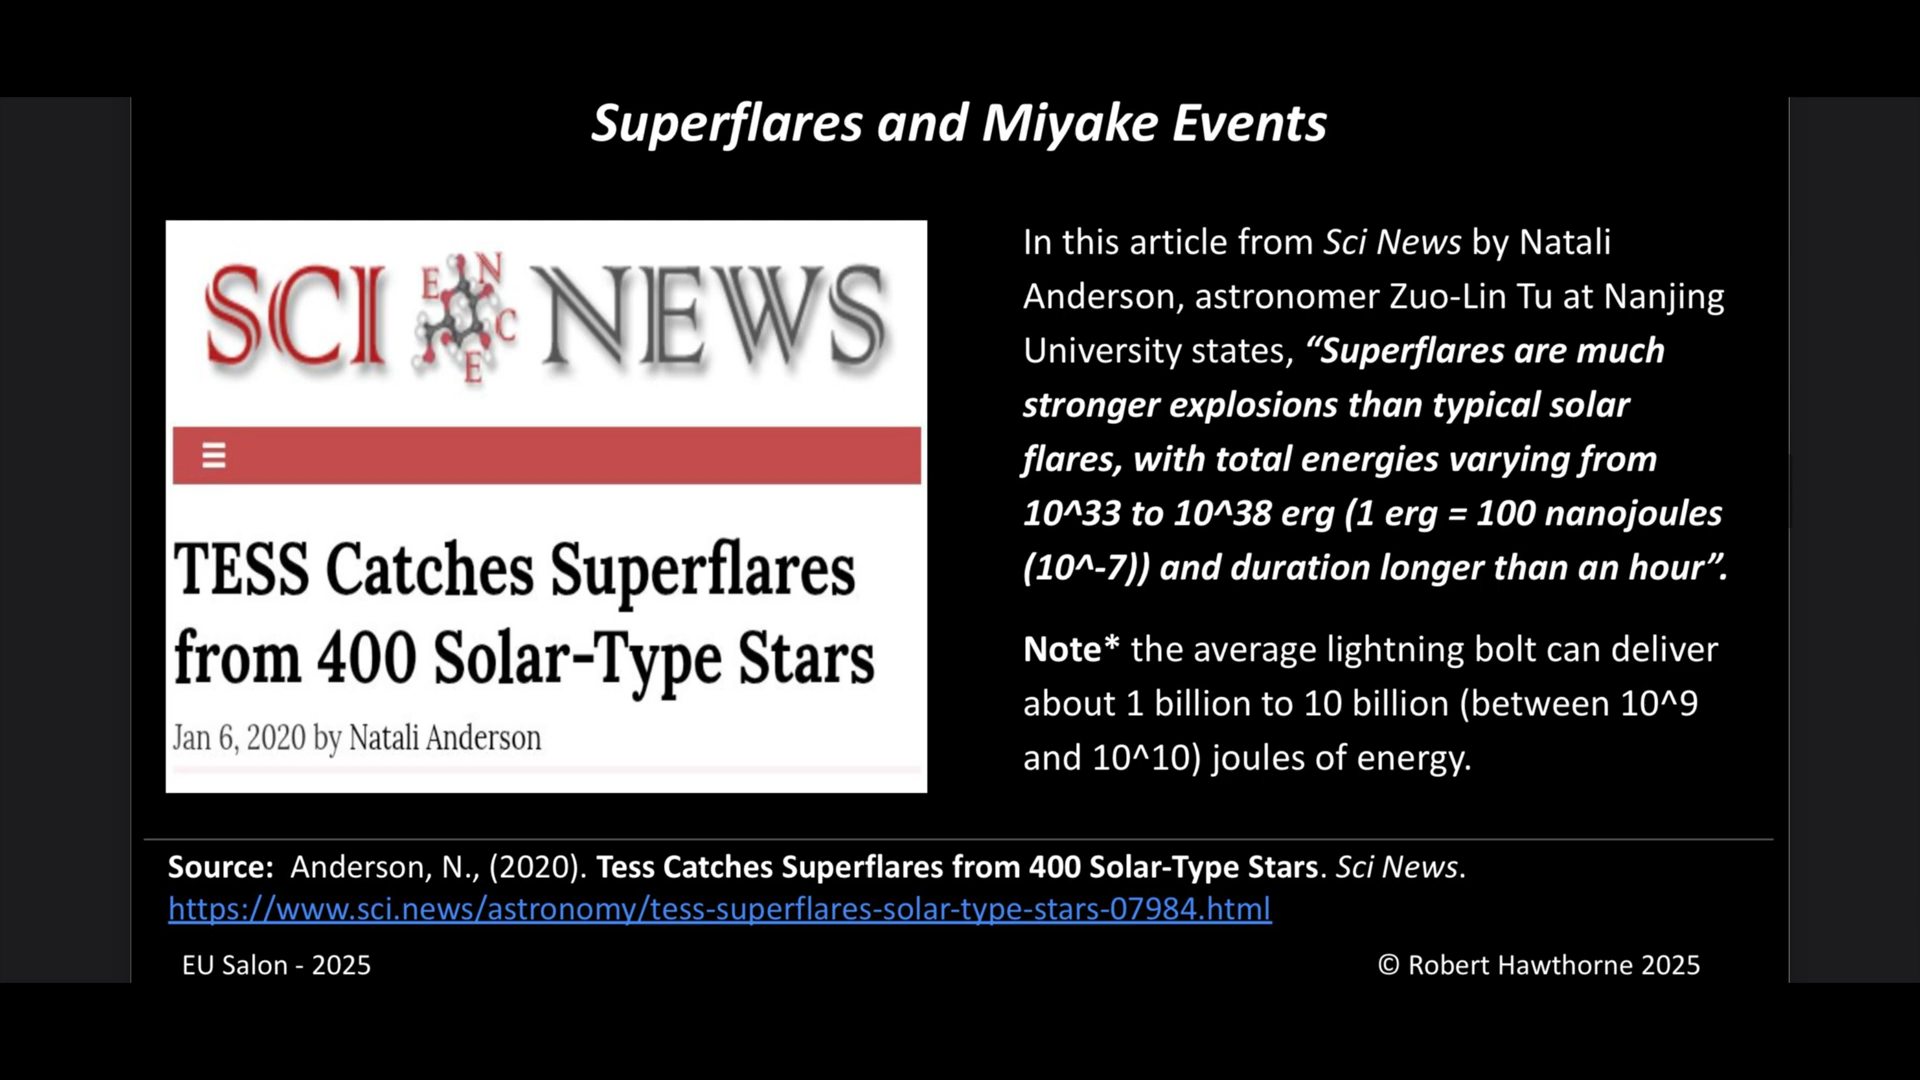 Superflares and Miyake Events
SCI ENCE NEWS
TESS Catches Superflares
from 400 Solar-Type Stars
Jan 6, 2020 by Natali Anderson
In this article from Sci News by Natali
Anderson, astronomer Zuo-Lin Tu at Nanjing
University states, “Superflares are much
stronger explosions than typical solar
flares, with total energies varying from
10^33 to 10^38 erg (1 erg = 100 nanojoules
(10^-7)) and duration longer than an hour”.
Note* the average lightning bolt can deliver
about 1 billion to 10 billion (between 10^9
and 10^10) joules of energy.
Source: Anderson, N., (2020). Tess Catches Superflares from 400 Solar-Type Stars. Sci News.
https://www.sci.news/astronomy/tess-superflares-solar-type-stars-07984.html
EU Salon - 2025
© Robert Hawthorne 2025